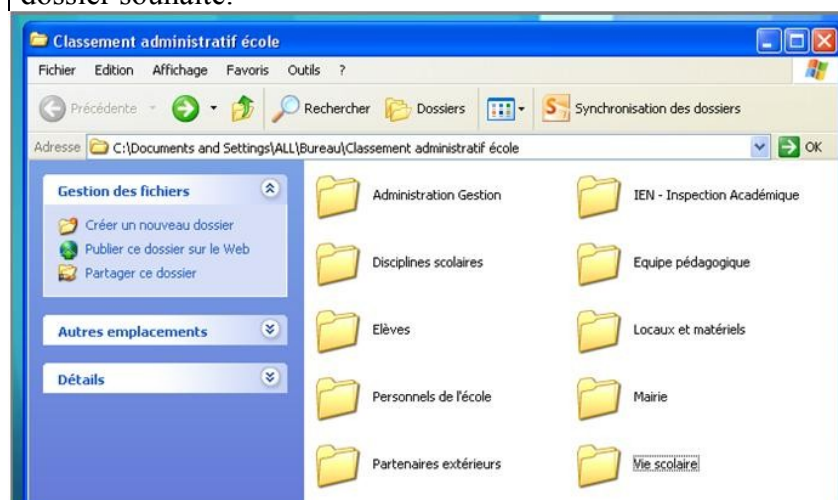 dossier souhaité.
Classement administratif école
Fichier Edition Affichage Favoris Outils ?
Précédente Rechercher Dossiers Synchronisation des dossiers
Adresse C:\Documents and Settings\ALL\Bureau\Classement administratif école OK
Gestion des fichiers
Créer un nouveau dossier
Publier ce dossier sur le Web
Partager ce dossier
Autres emplacements
Détails
Administration Gestion IEN - Inspection Académique
Disciplines scolaires Equipe pédagogique
Elèves Locaux et matériels
Personnels de l'école Mairie
Partenaires extérieurs Vie scolaire